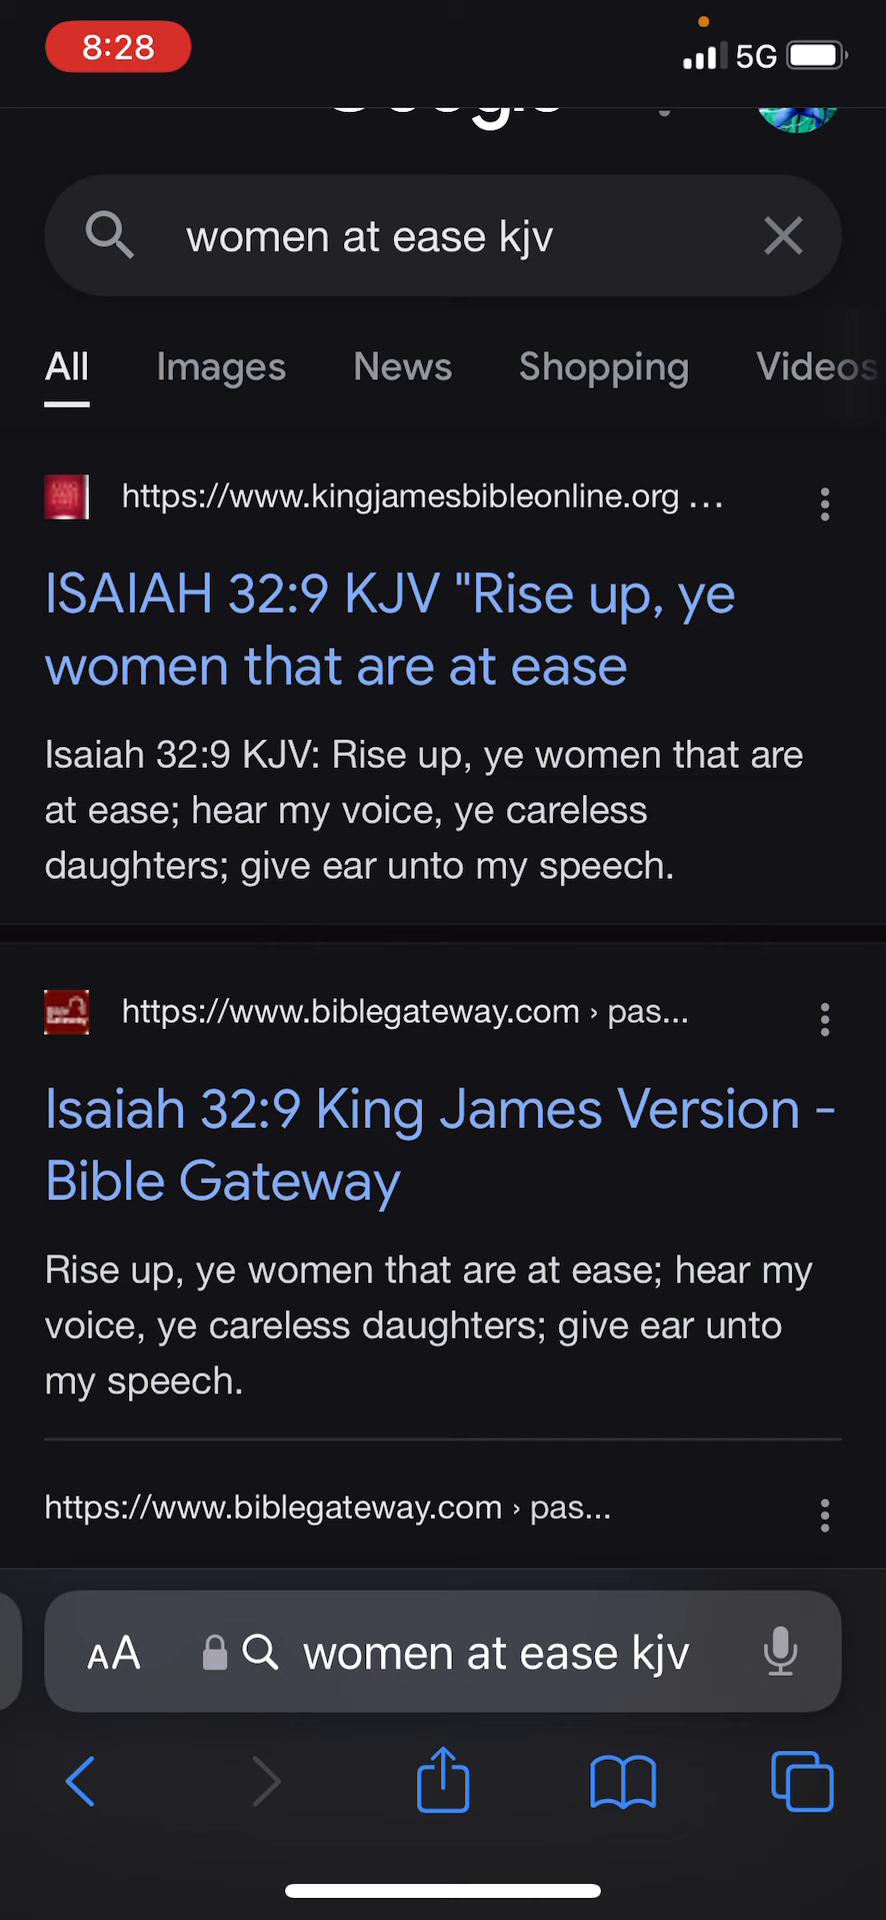 8:28
5G
Google
women at ease kjv
All Images News Shopping Videos
https://www.kingjamesbibleonline.org ...
ISAIAH 32:9 KJV "Rise up, ye
women that are at ease
Isaiah 32:9 KJV: Rise up, ye women that are
at ease; hear my voice, ye careless
daughters; give ear unto my speech.
https://www.biblegateway.com › pas...
Isaiah 32:9 King James Version -
Bible Gateway
Rise up, ye women that are at ease; hear my
voice, ye careless daughters; give ear unto
my speech.
https://www.biblegateway.com › pas...
AA women at ease kjv